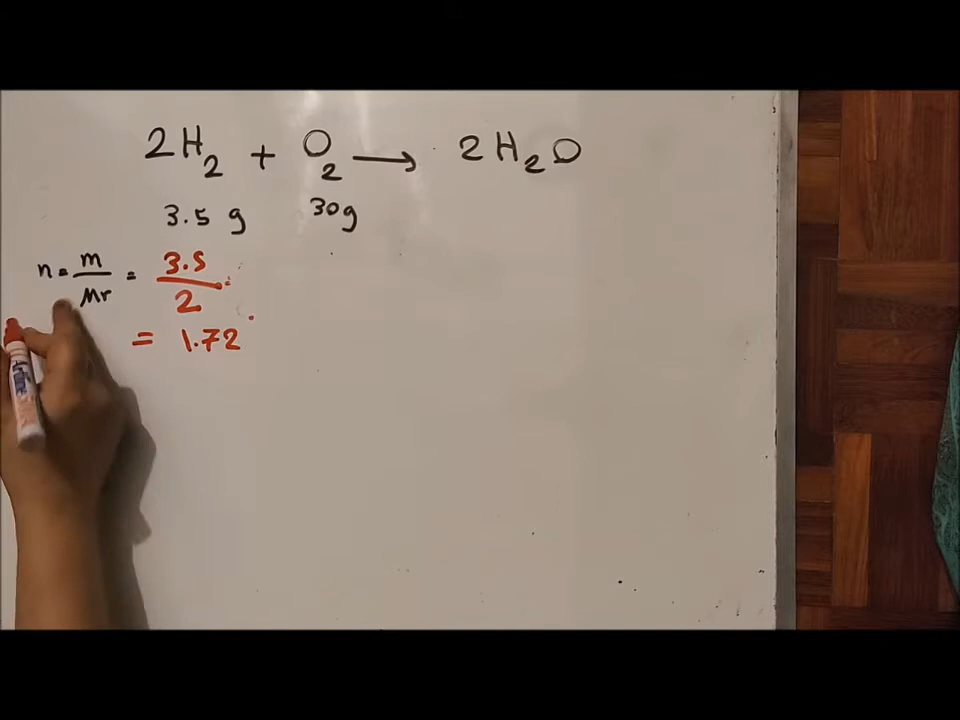 2H₂ + O₂ → 2H₂O
3.5 g 30g
n = m/Mr = 3.5/2
= 1.72